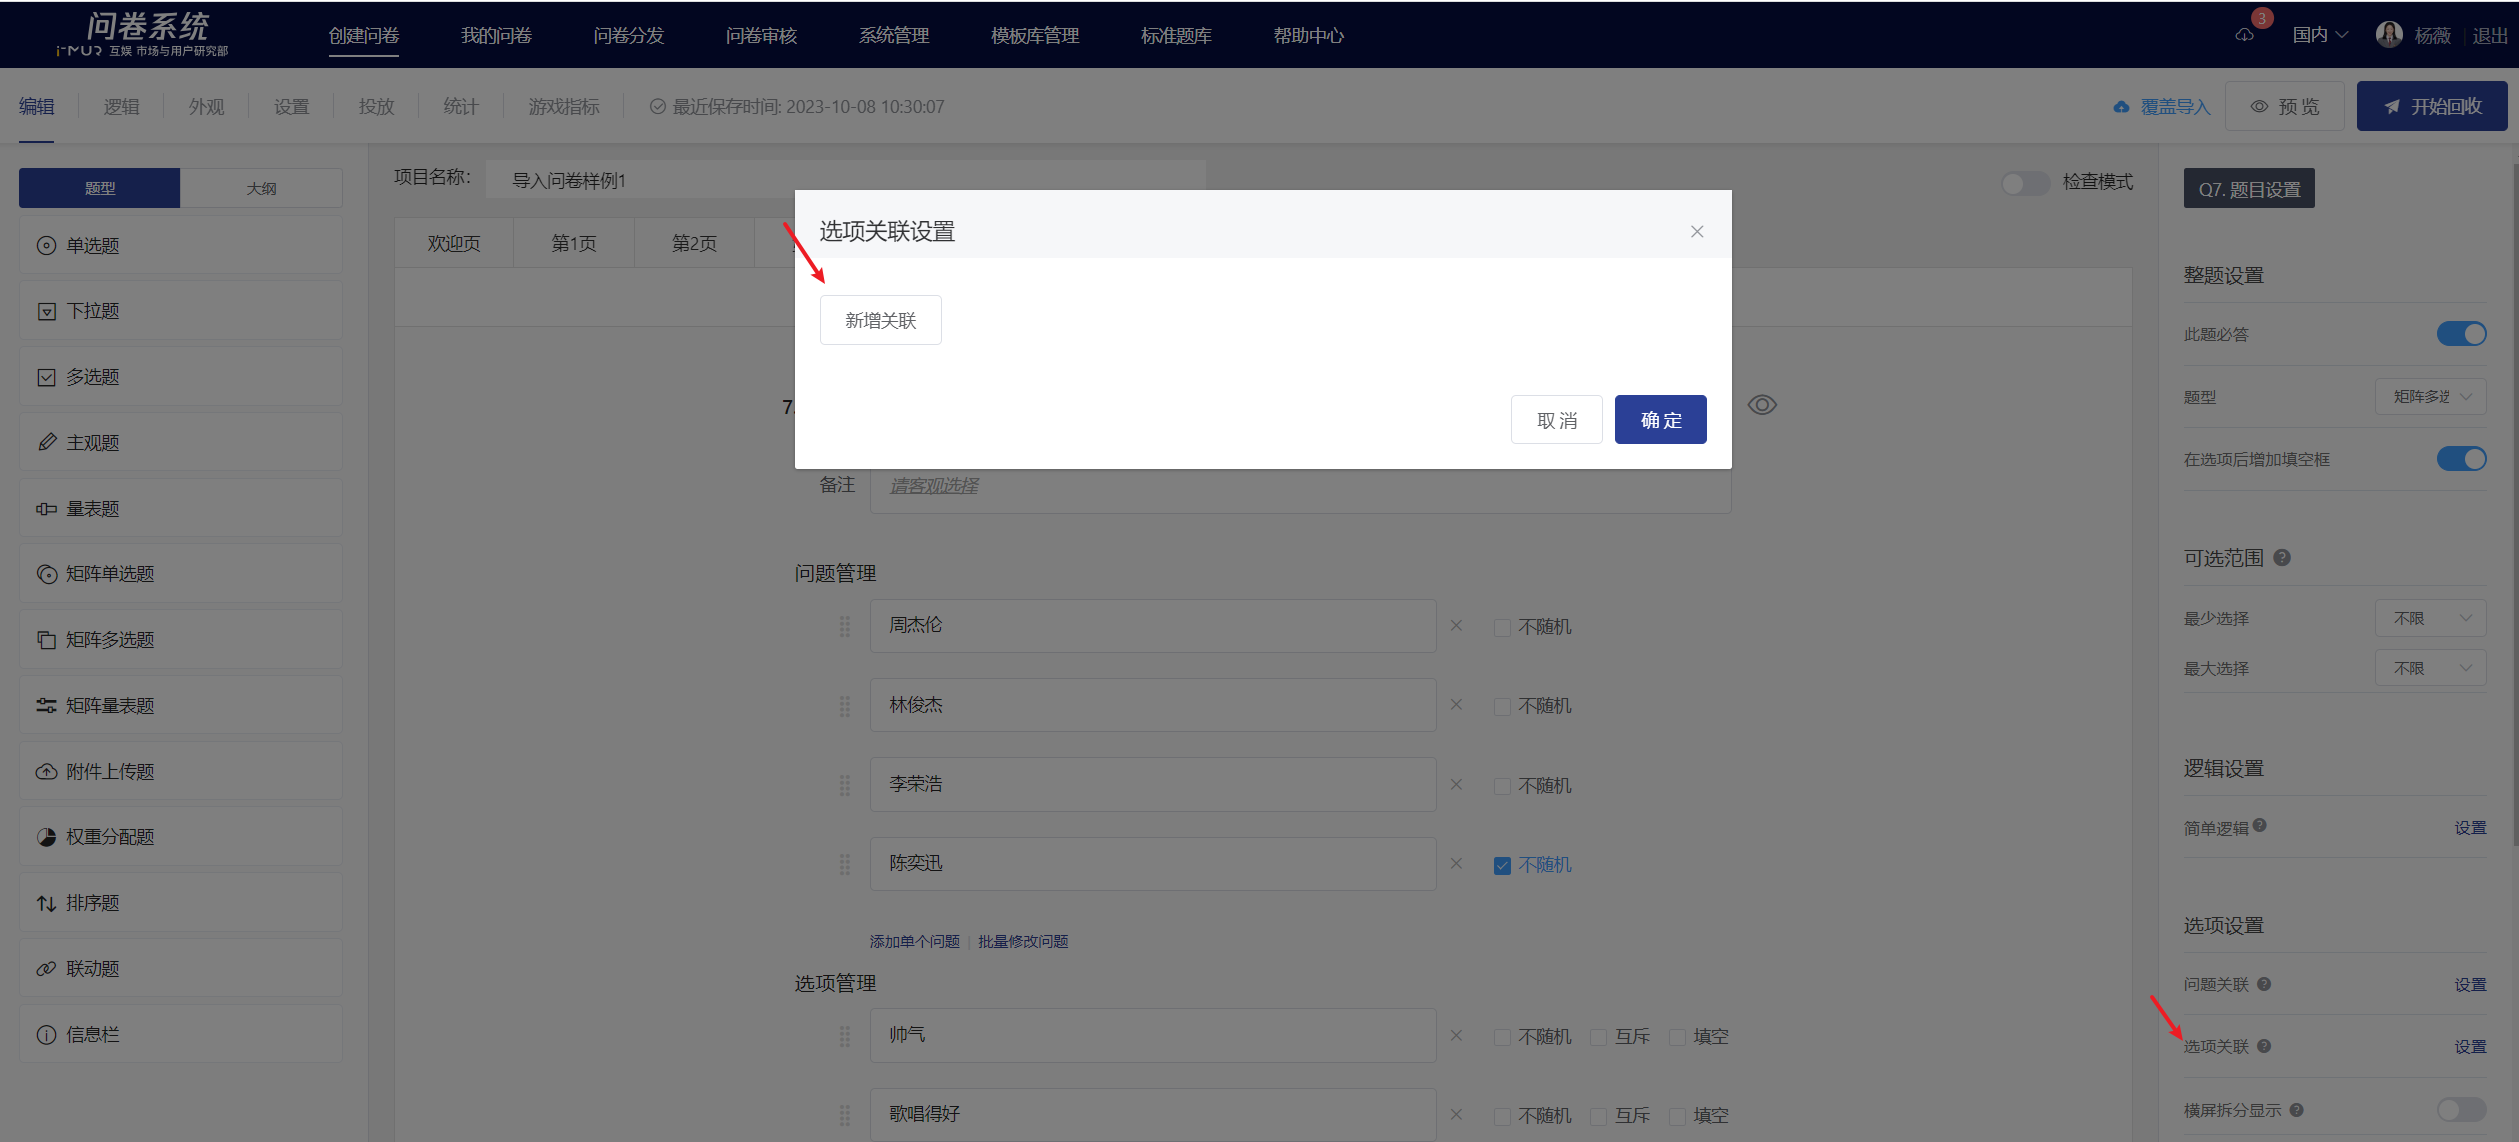 问卷系统
i-MUR 互娱 市场与用户研究部
创建问卷
我的问卷
问卷分发
问卷审核
系统管理
模板库管理
标准题库
帮助中心
3
国内
杨薇
退出
编辑
逻辑
外观
设置
投放
统计
游戏指标
最近保存时间: 2023-10-08 10:30:07
覆盖导入
预 览
开始回收
题型
大纲
单选题
下拉题
多选题
主观题
量表题
矩阵单选题
矩阵多选题
矩阵量表题
附件上传题
权重分配题
排序题
联动题
信息栏
项目名称:
导入问卷样例1
检查模式
欢迎页
第1页
第2页
选项关联设置
新增关联
取 消
确 定
7.
备注
请客观选择
问题管理
周杰伦
不随机
林俊杰
不随机
李荣浩
不随机
陈奕迅
不随机
添加单个问题
批量修改问题
选项管理
帅气
不随机
互斥
填空
歌唱得好
不随机
互斥
填空
Q7. 题目设置
整题设置
此题必答
题型
矩阵多选
在选项后增加填空框
可选范围
最少选择
不限
最大选择
不限
逻辑设置
简单逻辑
设置
选项设置
问题关联
设置
选项关联
设置
横屏拆分显示